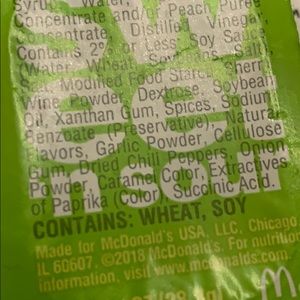 Syrup, Water,
Concentrate and/or Peach Puree
Concentrate, Distilled Vinegar,
Contains 2% or Less Soy Sauce
Water, Wheat, Soybeans,
Modified Food Starch, Sherry
Wine Powder, Dextrose, Soybean
Oil, Xanthan Gum, Spices, Sodium
Benzoate (Preservative), Natural
Flavors, Garlic Powder, Cellulose
Gum, Dried Chili Peppers, Onion
Powder, Caramel Color, Extractives
of Paprika (Color), Succinic Acid.
CONTAINS: WHEAT, SOY
Made for McDonald's USA, LLC, Chicago,
IL 60607. ©2018 McDonald's. For nutrition
information, visit www.mcdonalds.com.